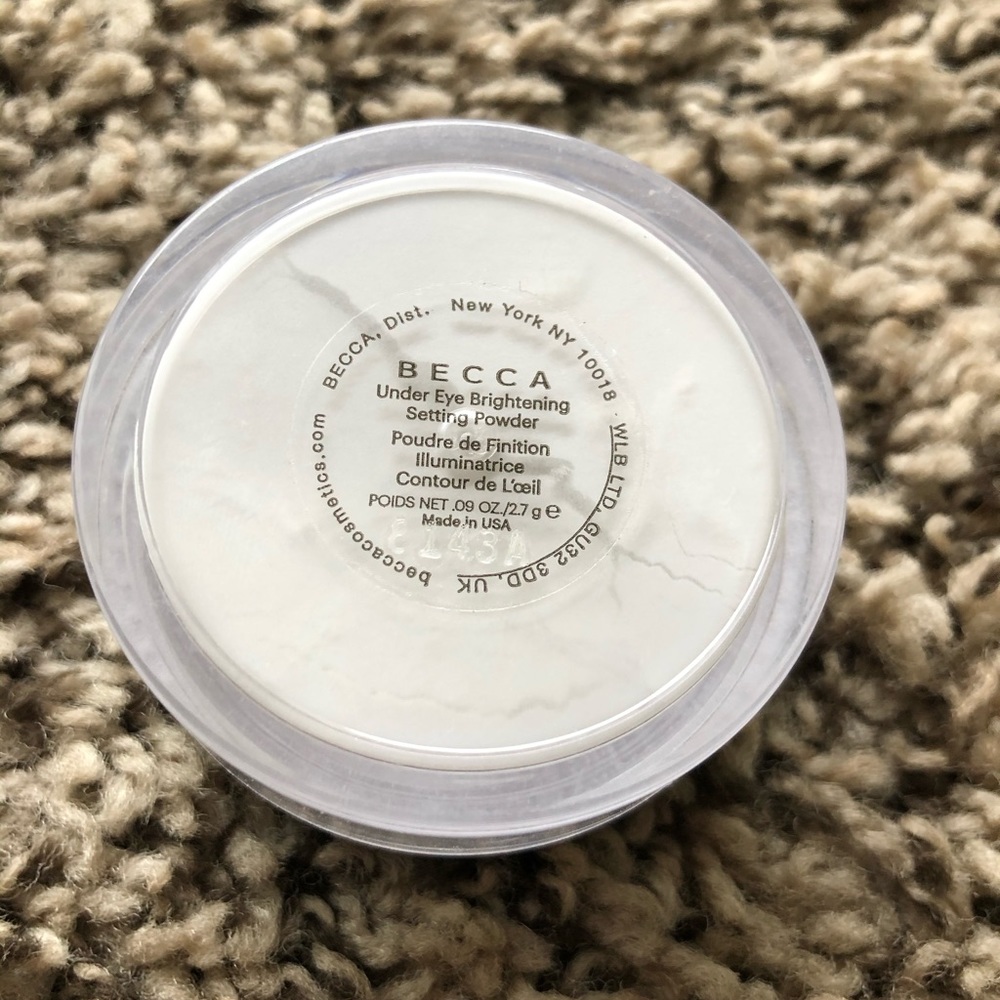 BECCA, Dist. New York NY 10018 · WLB LTD, GU32 3DD, UK
beccacosmetics.com
BECCA
Under Eye Brightening
Setting Powder
Poudre de Finition
Illuminatrice
Contour de L'œil
POIDS NET .09 OZ./2.7 g ℮
Made in USA